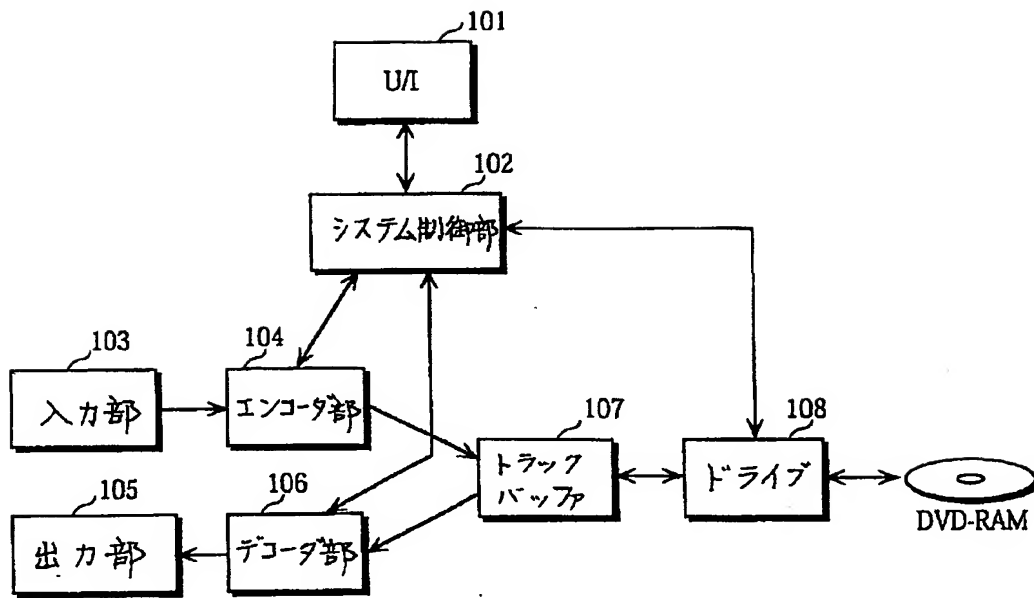 101
U/I
102
システム制御部
103
入力部
104
エンコーダ部
105
出力部
106
デコーダ部
107
トラック
バッファ
108
ドライブ
DVD-RAM